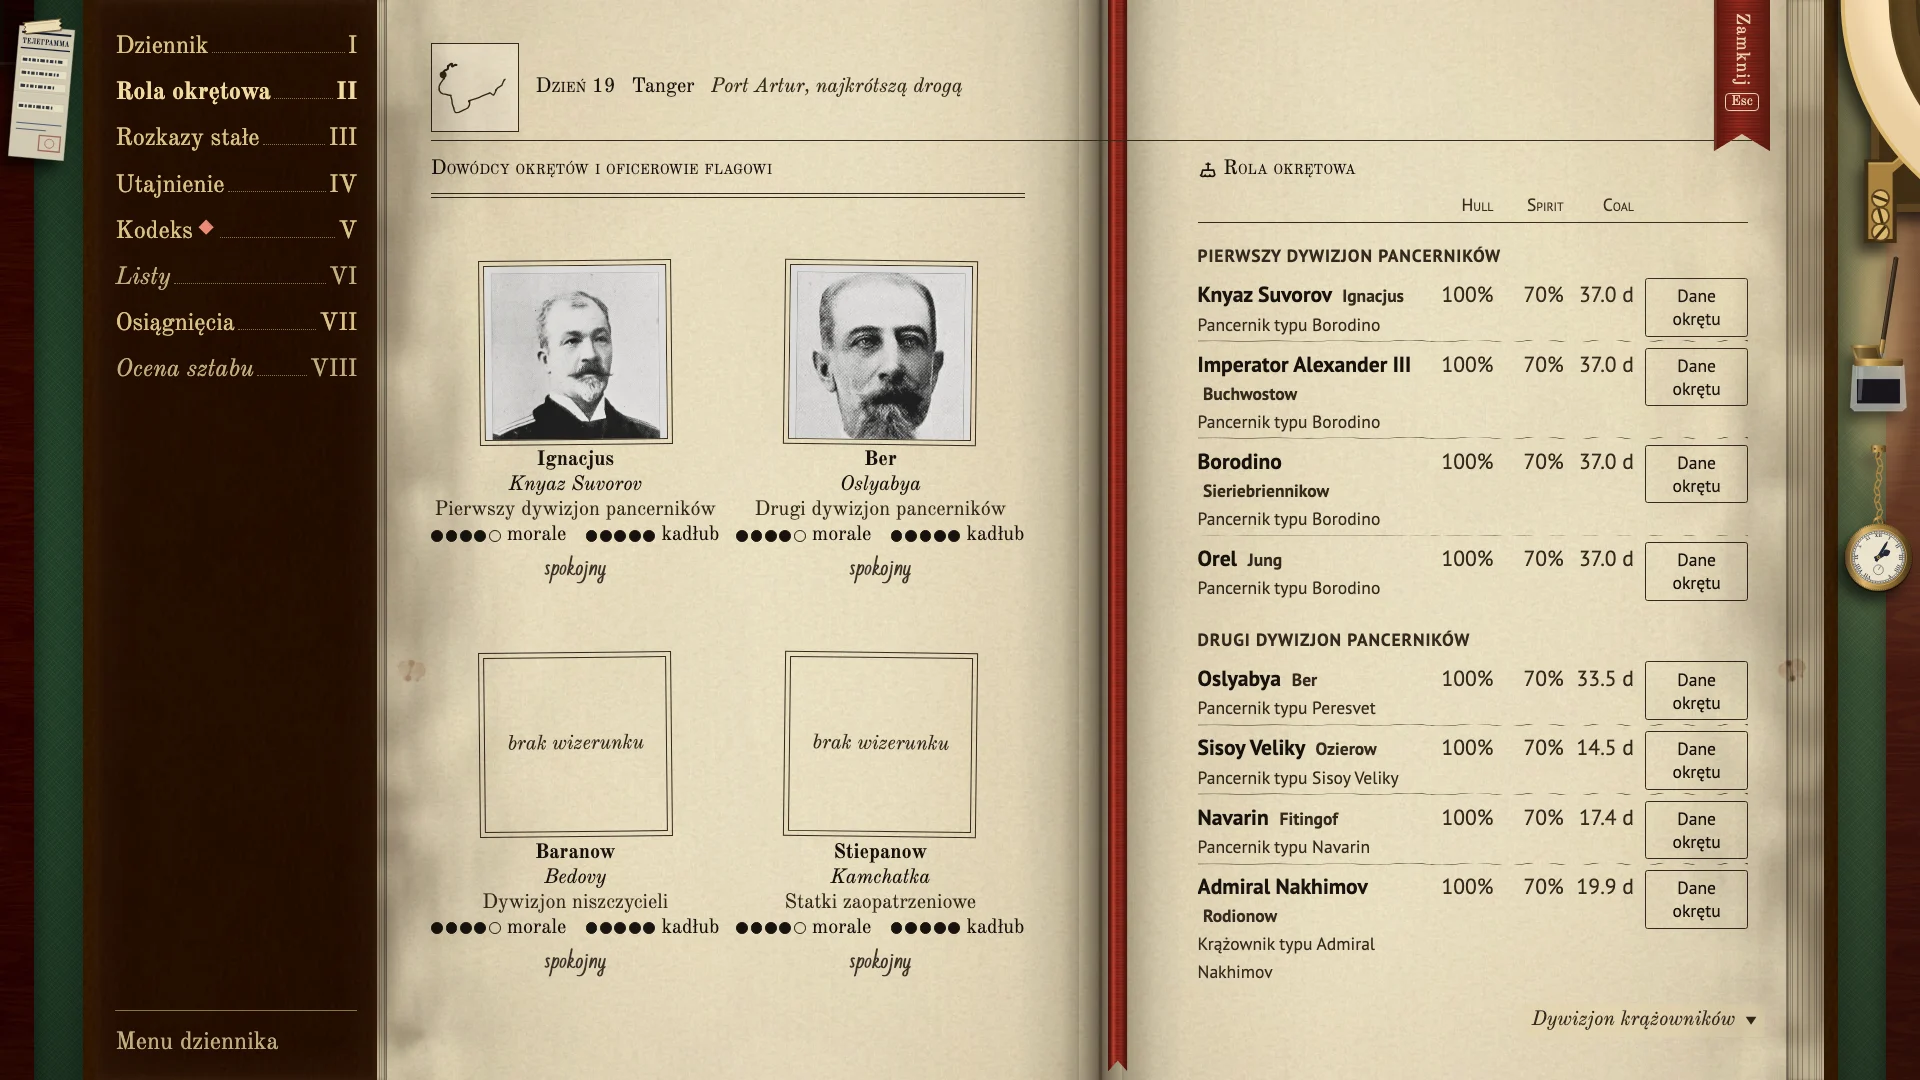 ТЕЛЕГРАММА
Dziennik I
Rola okrętowa II
Rozkazy stałe III
Utajnienie IV
Kodeks V
Listy VI
Osiągnięcia VII
Ocena sztabu VIII
Menu dziennika
Dzień 19 Tanger Port Artur, najkrótszą drogą
Dowódcy okrętów i oficerowie flagowi
Ignacjus
Knyaz Suvorov
Pierwszy dywizjon pancerników
morale kadłub
spokojny
Ber
Oslyabya
Drugi dywizjon pancerników
morale kadłub
spokojny
brak wizerunku
Baranow
Bedovy
Dywizjon niszczycieli
morale kadłub
spokojny
brak wizerunku
Stiepanow
Kamchatka
Statki zaopatrzeniowe
morale kadłub
spokojny
Zamknij
Esc
Rola okrętowa
Hull Spirit Coal
PIERWSZY DYWIZJON PANCERNIKÓW
Knyaz Suvorov Ignacjus 100% 70% 37.0 d Dane okrętu
Pancernik typu Borodino
Imperator Alexander III 100% 70% 37.0 d Dane okrętu
Buchwostow
Pancernik typu Borodino
Borodino 100% 70% 37.0 d Dane okrętu
Sieriebriennikow
Pancernik typu Borodino
Orel Jung 100% 70% 37.0 d Dane okrętu
Pancernik typu Borodino
DRUGI DYWIZJON PANCERNIKÓW
Oslyabya Ber 100% 70% 33.5 d Dane okrętu
Pancernik typu Peresvet
Sisoy Veliky Ozierow 100% 70% 14.5 d Dane okrętu
Pancernik typu Sisoy Veliky
Navarin Fitingof 100% 70% 17.4 d Dane okrętu
Pancernik typu Navarin
Admiral Nakhimov 100% 70% 19.9 d Dane okrętu
Rodionow
Krążownik typu Admiral
Nakhimov
Dywizjon krążowników